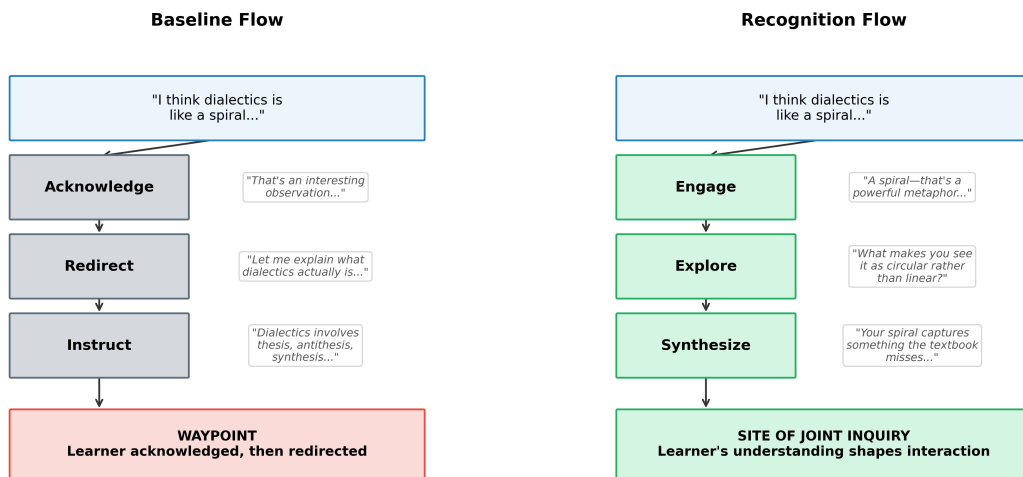 Baseline Flow
"I think dialectics is
like a spiral..."
Acknowledge
"That's an interesting
observation..."
Redirect
"Let me explain what
dialectics actually is..."
Instruct
"Dialectics involves
thesis, antithesis,
synthesis..."
WAYPOINT
Learner acknowledged, then redirected
Recognition Flow
"I think dialectics is
like a spiral..."
Engage
"A spiral—that's a
powerful metaphor..."
Explore
"What makes you see
it as circular rather
than linear?"
Synthesize
"Your spiral captures
something the textbook
misses..."
SITE OF JOINT INQUIRY
Learner's understanding shapes interaction